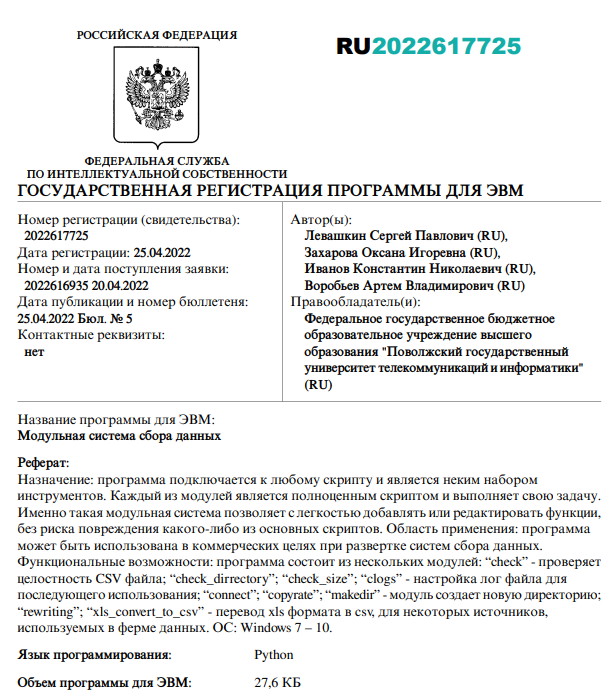 РОССИЙСКАЯ ФЕДЕРАЦИЯ
RU2022617725
ФЕДЕРАЛЬНАЯ СЛУЖБА
ПО ИНТЕЛЛЕКТУАЛЬНОЙ СОБСТВЕННОСТИ
ГОСУДАРСТВЕННАЯ РЕГИСТРАЦИЯ ПРОГРАММЫ ДЛЯ ЭВМ
Номер регистрации (свидетельства):
2022617725
Дата регистрации: 25.04.2022
Номер и дата поступления заявки:
2022616935 20.04.2022
Дата публикации и номер бюллетеня:
25.04.2022 Бюл. № 5
Контактные реквизиты:
нет
Автор(ы):
Левашкин Сергей Павлович (RU),
Захарова Оксана Игоревна (RU),
Иванов Константин Николаевич (RU),
Воробьев Артем Владимирович (RU)
Правообладатель(и):
Федеральное государственное бюджетное
образовательное учреждение высшего
образования "Поволжский государственный
университет телекоммуникаций и информатики"
(RU)
Название программы для ЭВМ:
Модульная система сбора данных
Реферат:
Назначение: программа подключается к любому скрипту и является неким набором
инструментов. Каждый из модулей является полноценным скриптом и выполняет свою задачу.
Именно такая модульная система позволяет с легкостью добавлять или редактировать функции,
без риска повреждения какого-либо из основных скриптов. Область применения: программа
может быть использована в коммерческих целях при развертке систем сбора данных.
Функциональные возможности: программа состоит из нескольких модулей: “check” - проверяет
целостность CSV файла; “check_dirrectory”; “check_size”; “clogs” - настройка лог файла для
последующего использования; “connect”; “copyrate”; “makedir” - модуль создает новую директорию;
“rewriting”; “xls_convert_to_csv” - перевод xls формата в csv, для некоторых источников,
используемых в ферме данных. ОС: Windows 7 – 10.
Язык программирования: Python
Объем программы для ЭВМ: 27,6 КБ